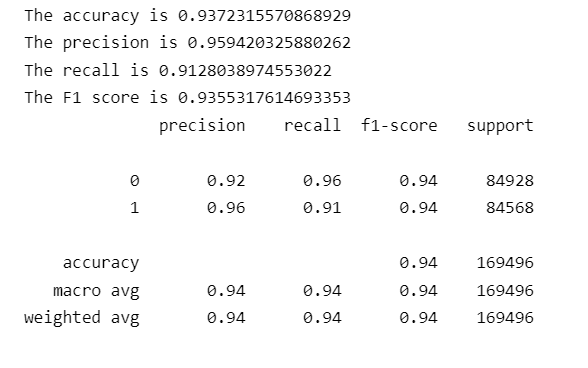 The accuracy is 0.9372315570868929
The precision is 0.959420325880262
The recall is 0.9128038974553022
The F1 score is 0.9355317614693353
precision recall f1-score support
0 0.92 0.96 0.94 84928
1 0.96 0.91 0.94 84568
accuracy 0.94 169496
macro avg 0.94 0.94 0.94 169496
weighted avg 0.94 0.94 0.94 169496